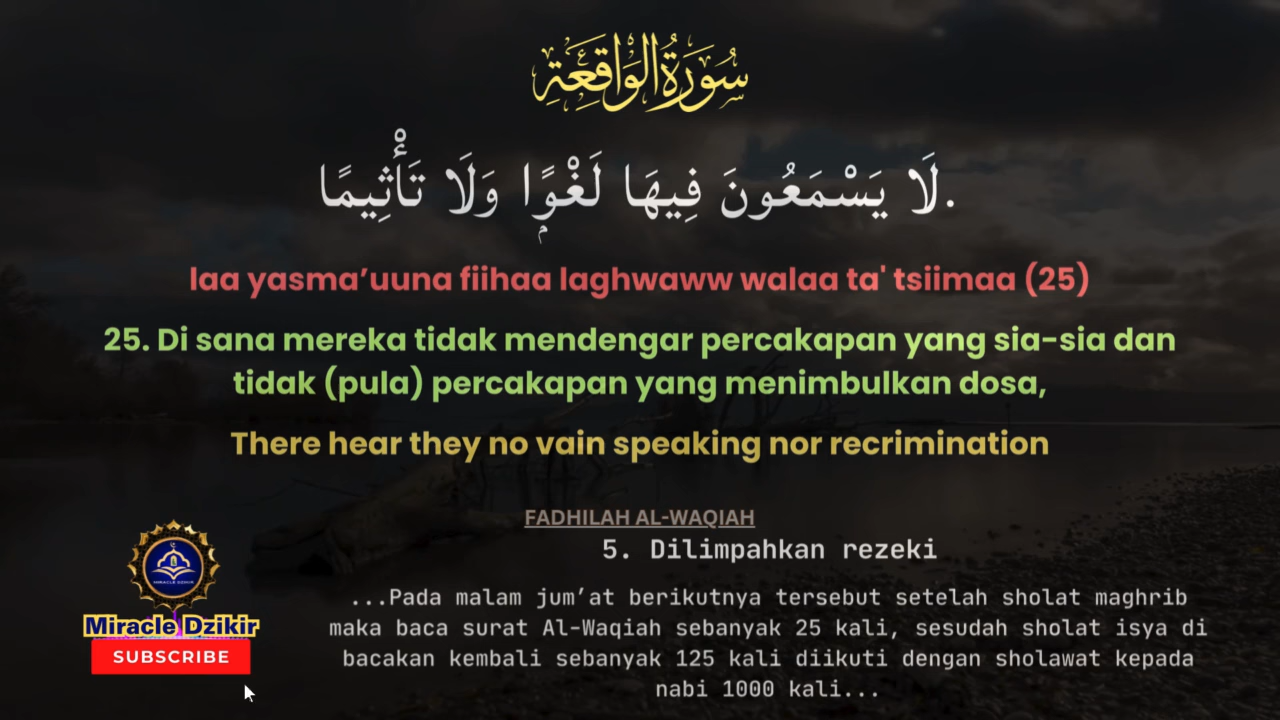 سُورَةُ الْوَاقِعَةِ
لَا يَسْمَعُونَ فِيهَا لَغْوًا وَلَا تَأْثِيمًا.
laa yasma’uuna fiihaa laghwaww walaa ta' tsiimaa (25)
25. Di sana mereka tidak mendengar percakapan yang sia-sia dan
tidak (pula) percakapan yang menimbulkan dosa,
There hear they no vain speaking nor recrimination
FADHILAH AL-WAQIAH
5. Dilimpahkan rezeki
...Pada malam jum’at berikutnya tersebut setelah sholat maghrib
maka baca surat Al-Waqiah sebanyak 25 kali, sesudah sholat isya di
bacakan kembali sebanyak 125 kali diikuti dengan sholawat kepada
nabi 1000 kali...
MIRACLE DZIKIR
Miracle Dzikir
SUBSCRIBE